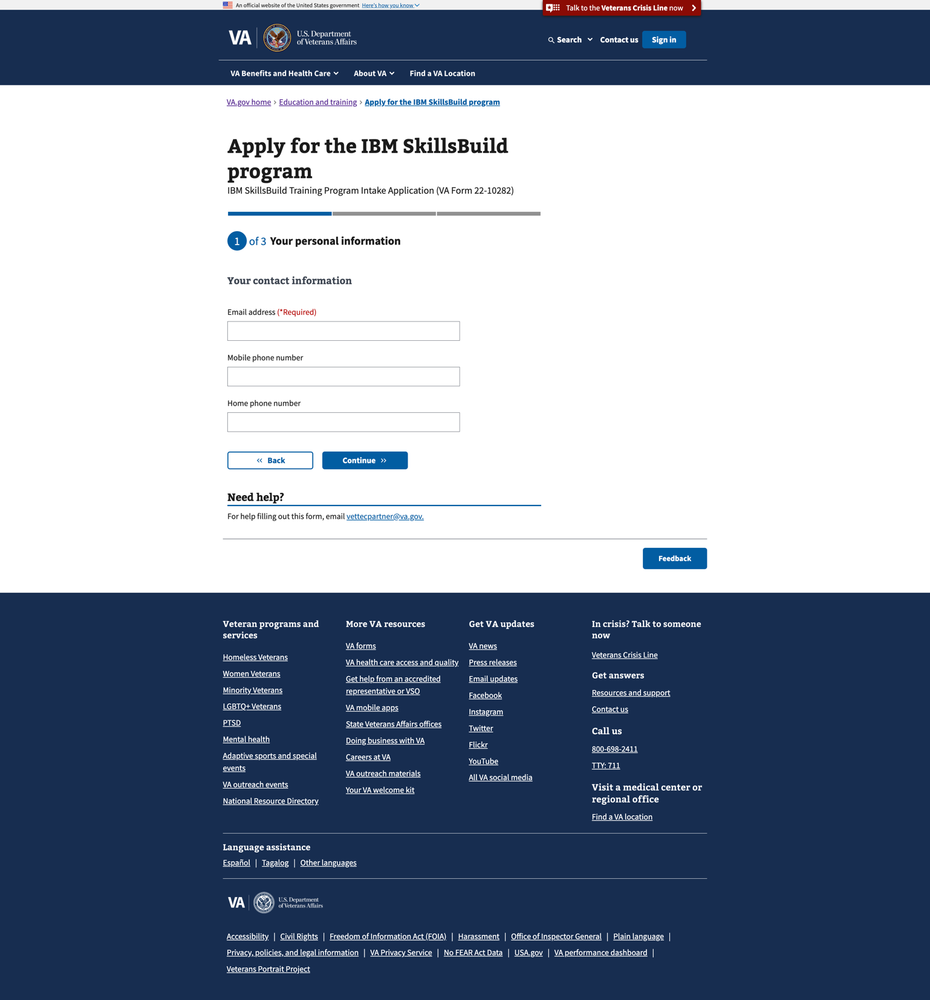 An official website of the United States government Here's how you know
Talk to the Veterans Crisis Line now
VA
U.S. Department
of Veterans Affairs
Search
Contact us
Sign in
VA Benefits and Health Care
About VA
Find a VA Location
VA.gov home › Education and training › Apply for the IBM SkillsBuild program
Apply for the IBM SkillsBuild
program
IBM SkillsBuild Training Program Intake Application (VA Form 22-10282)
1 of 3 Your personal information
Your contact information
Email address (*Required)
Mobile phone number
Home phone number
Back
Continue
Need help?
For help filling out this form, email vettecpartner@va.gov.
Feedback
Veteran programs and
services
Homeless Veterans
Women Veterans
Minority Veterans
LGBTQ+ Veterans
PTSD
Mental health
Adaptive sports and special
events
VA outreach events
National Resource Directory
More VA resources
VA forms
VA health care access and quality
Get help from an accredited
representative or VSO
VA mobile apps
State Veterans Affairs offices
Doing business with VA
Careers at VA
VA outreach materials
Your VA welcome kit
Get VA updates
VA news
Press releases
Email updates
Facebook
Instagram
Twitter
Flickr
YouTube
All VA social media
In crisis? Talk to someone
now
Veterans Crisis Line
Get answers
Resources and support
Contact us
Call us
800-698-2411
TTY: 711
Visit a medical center or
regional office
Find a VA location
Language assistance
Español | Tagalog | Other languages
VA
U.S. Department
of Veterans Affairs
Accessibility | Civil Rights | Freedom of Information Act (FOIA) | Harassment | Office of Inspector General | Plain language |
Privacy, policies, and legal information | VA Privacy Service | No FEAR Act Data | USA.gov | VA performance dashboard |
Veterans Portrait Project